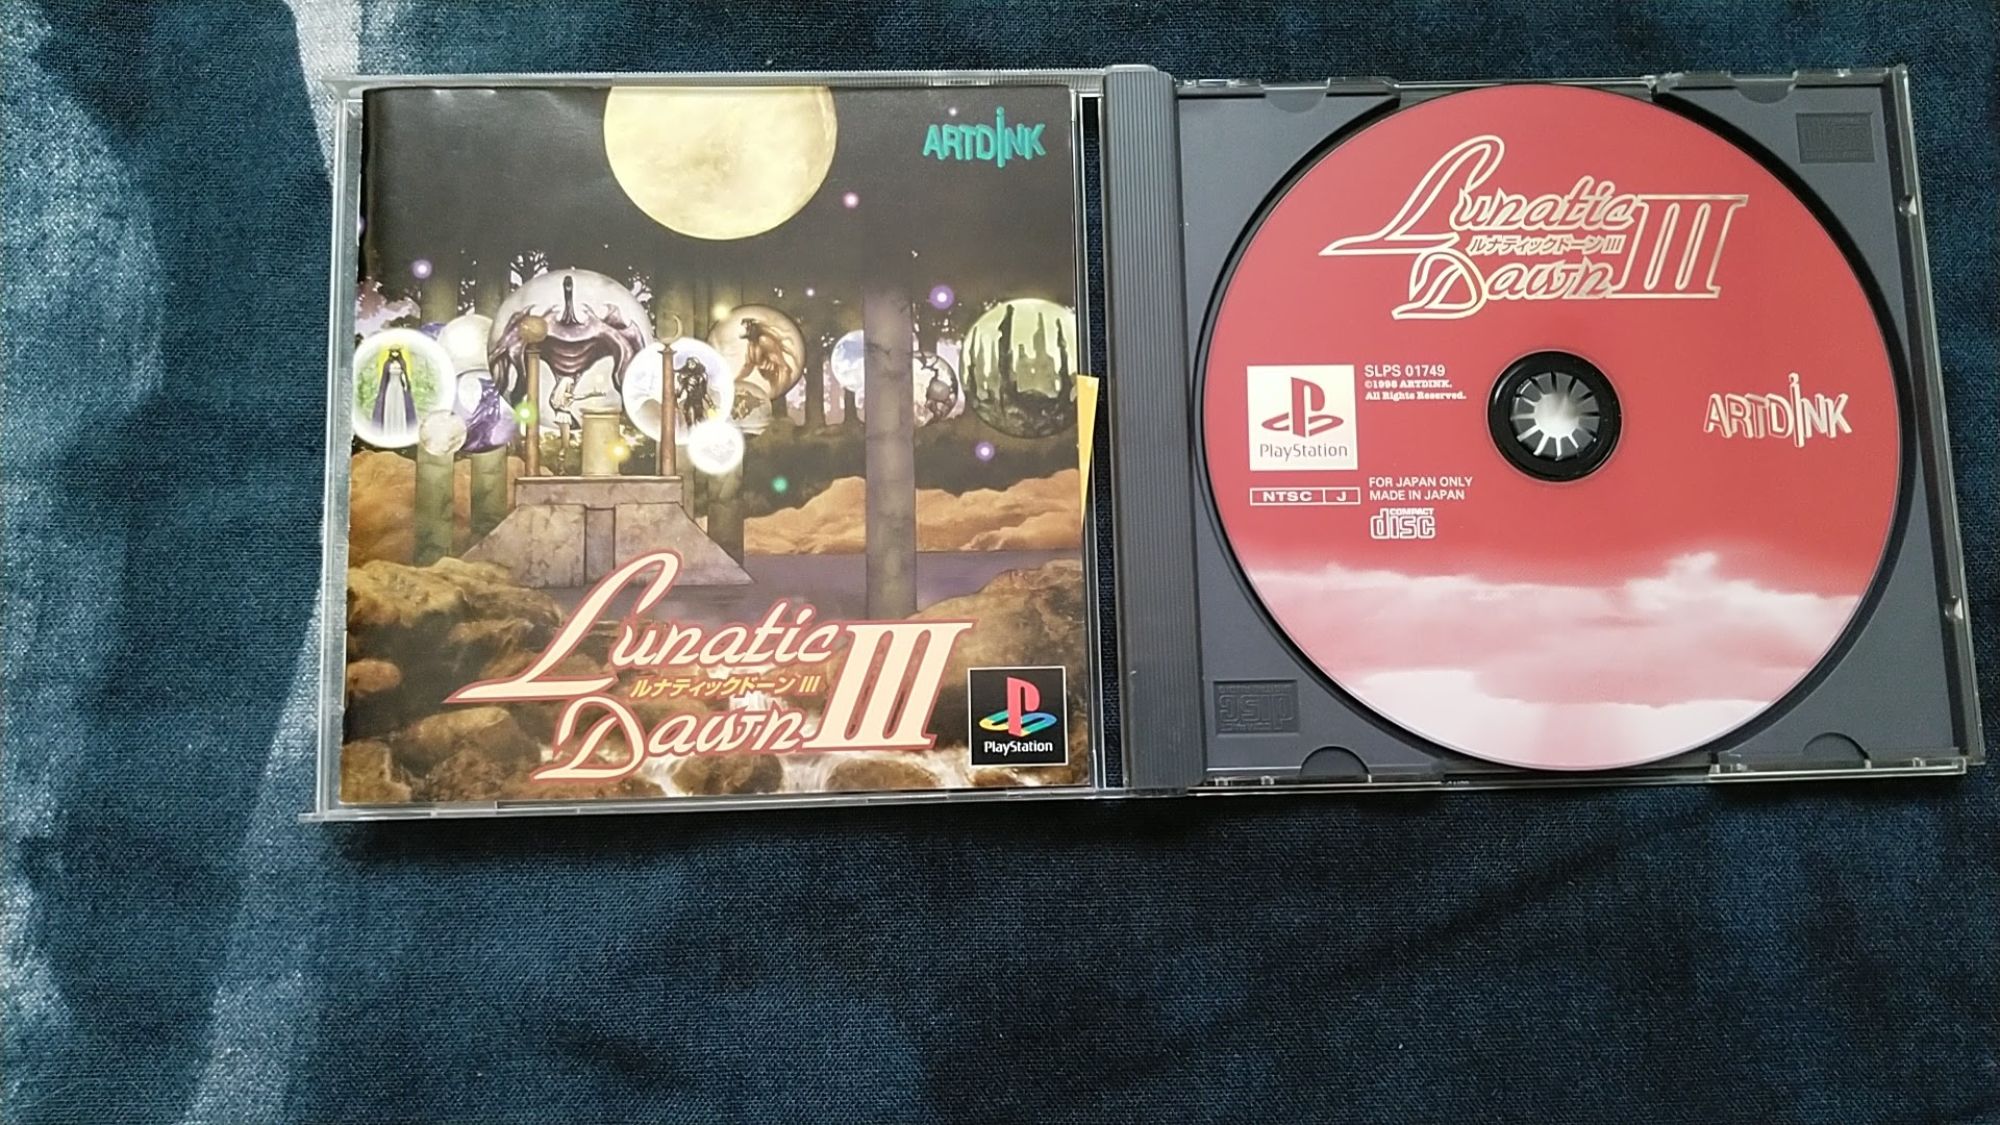 ARTDINK
Lunatic
ルナティックドーン III
Dawn III
PlayStation
Lunatic
ルナティックドーン III
Dawn III
PlayStation
SLPS 01749
©1998 ARTDINK.
All Rights Reserved.
ARTDINK
NTSC J
FOR JAPAN ONLY
MADE IN JAPAN
COMPACT
disc